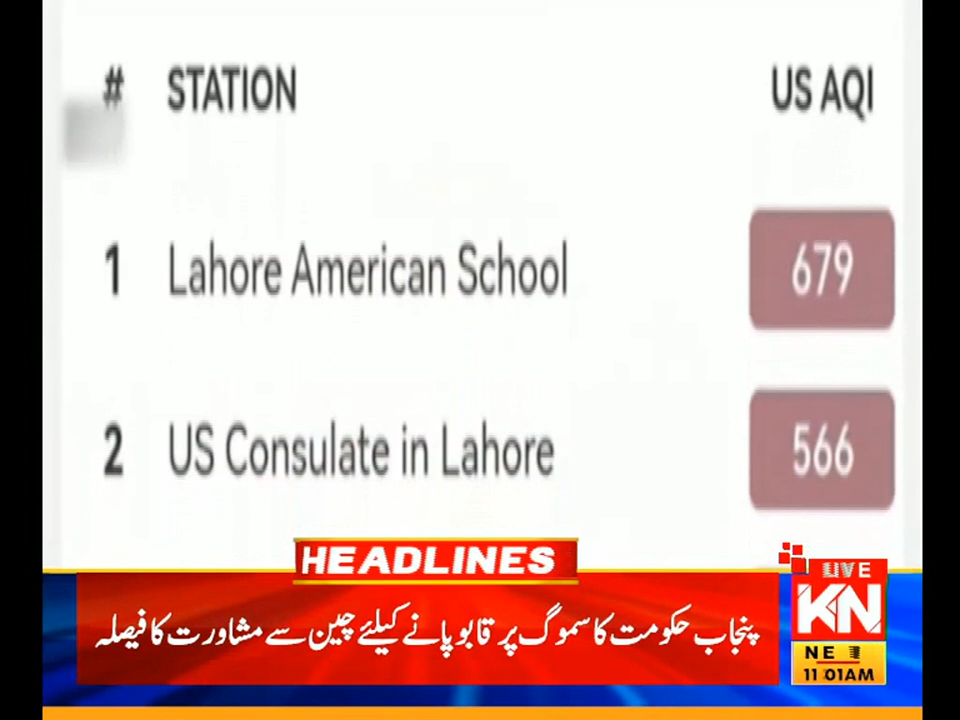 # STATION US AQI
1 Lahore American School 679
2 US Consulate in Lahore 566
HEADLINES
پنجاب حکومت کا سموگ پر قابو پانے کیلئے چین سے مشاورت کا فیصلہ
LIVE
KN
11:01AM